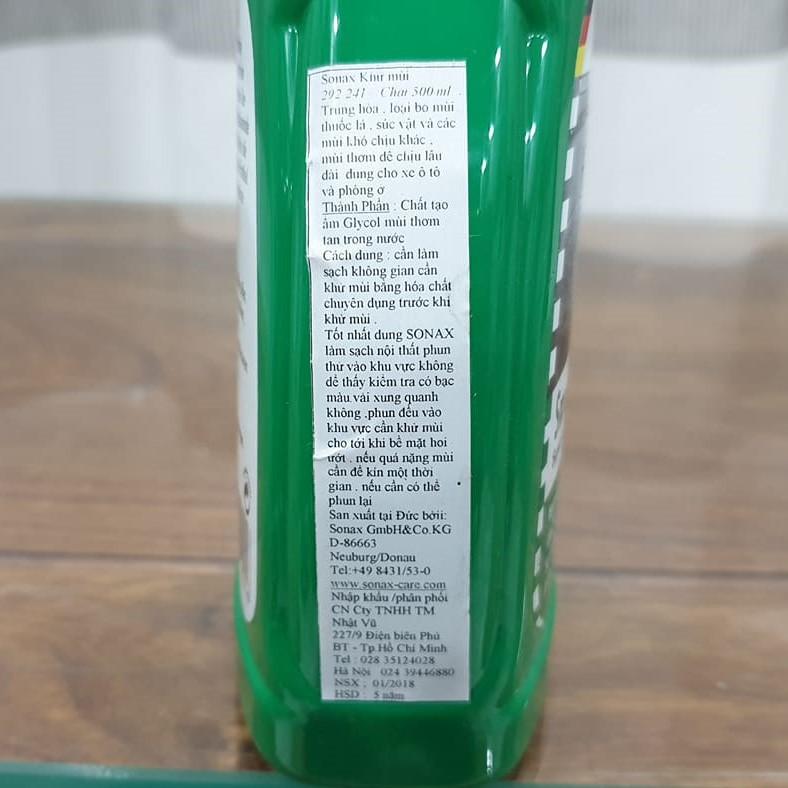 Sonax Khử mùi
292 241 - Chai 500 ml .
Trung hòa , loại bỏ mùi
thuốc lá , súc vật và các
mùi khó chịu khác ,
mùi thơm dễ chịu lâu
dài dung cho xe ô tô
và phòng ơ
Thành Phần : Chất tạo
ẩm Glycol mùi thơm
tan trong nước
Cách dung : cần làm
sạch không gian cần
khư mùi bằng hóa chất
chuyên dụng trước khi
khử mùi .
Tốt nhất dung SONAX
làm sạch nội thất phun
thử vào khu vực không
dễ thấy kiểm tra có bạc
màu vải xung quanh
không ,phun đều vào
khu vực cần khử mùi
cho tới khi bề mặt hoi
ướt . nếu quá nặng mùi
cần để kín một thời
gian . nếu cần có thể
phun lại
San xuất tại Đức bởii:
Sonax GmbH&Co.KG
D-86663
Neuburg/Donau
Tel:+49 8431/53-0
www.sonax-care.com
Nhập khẩu /phân phối
CN Cty TNHH TM
Nhật Vũ
227/9 Điện biên Phủ
BT - Tp.Hồ Chí Minh
Tel : 028 35124028
Hà Nội 024 39446880
NSX : 01/2018
HSD : 5 năm